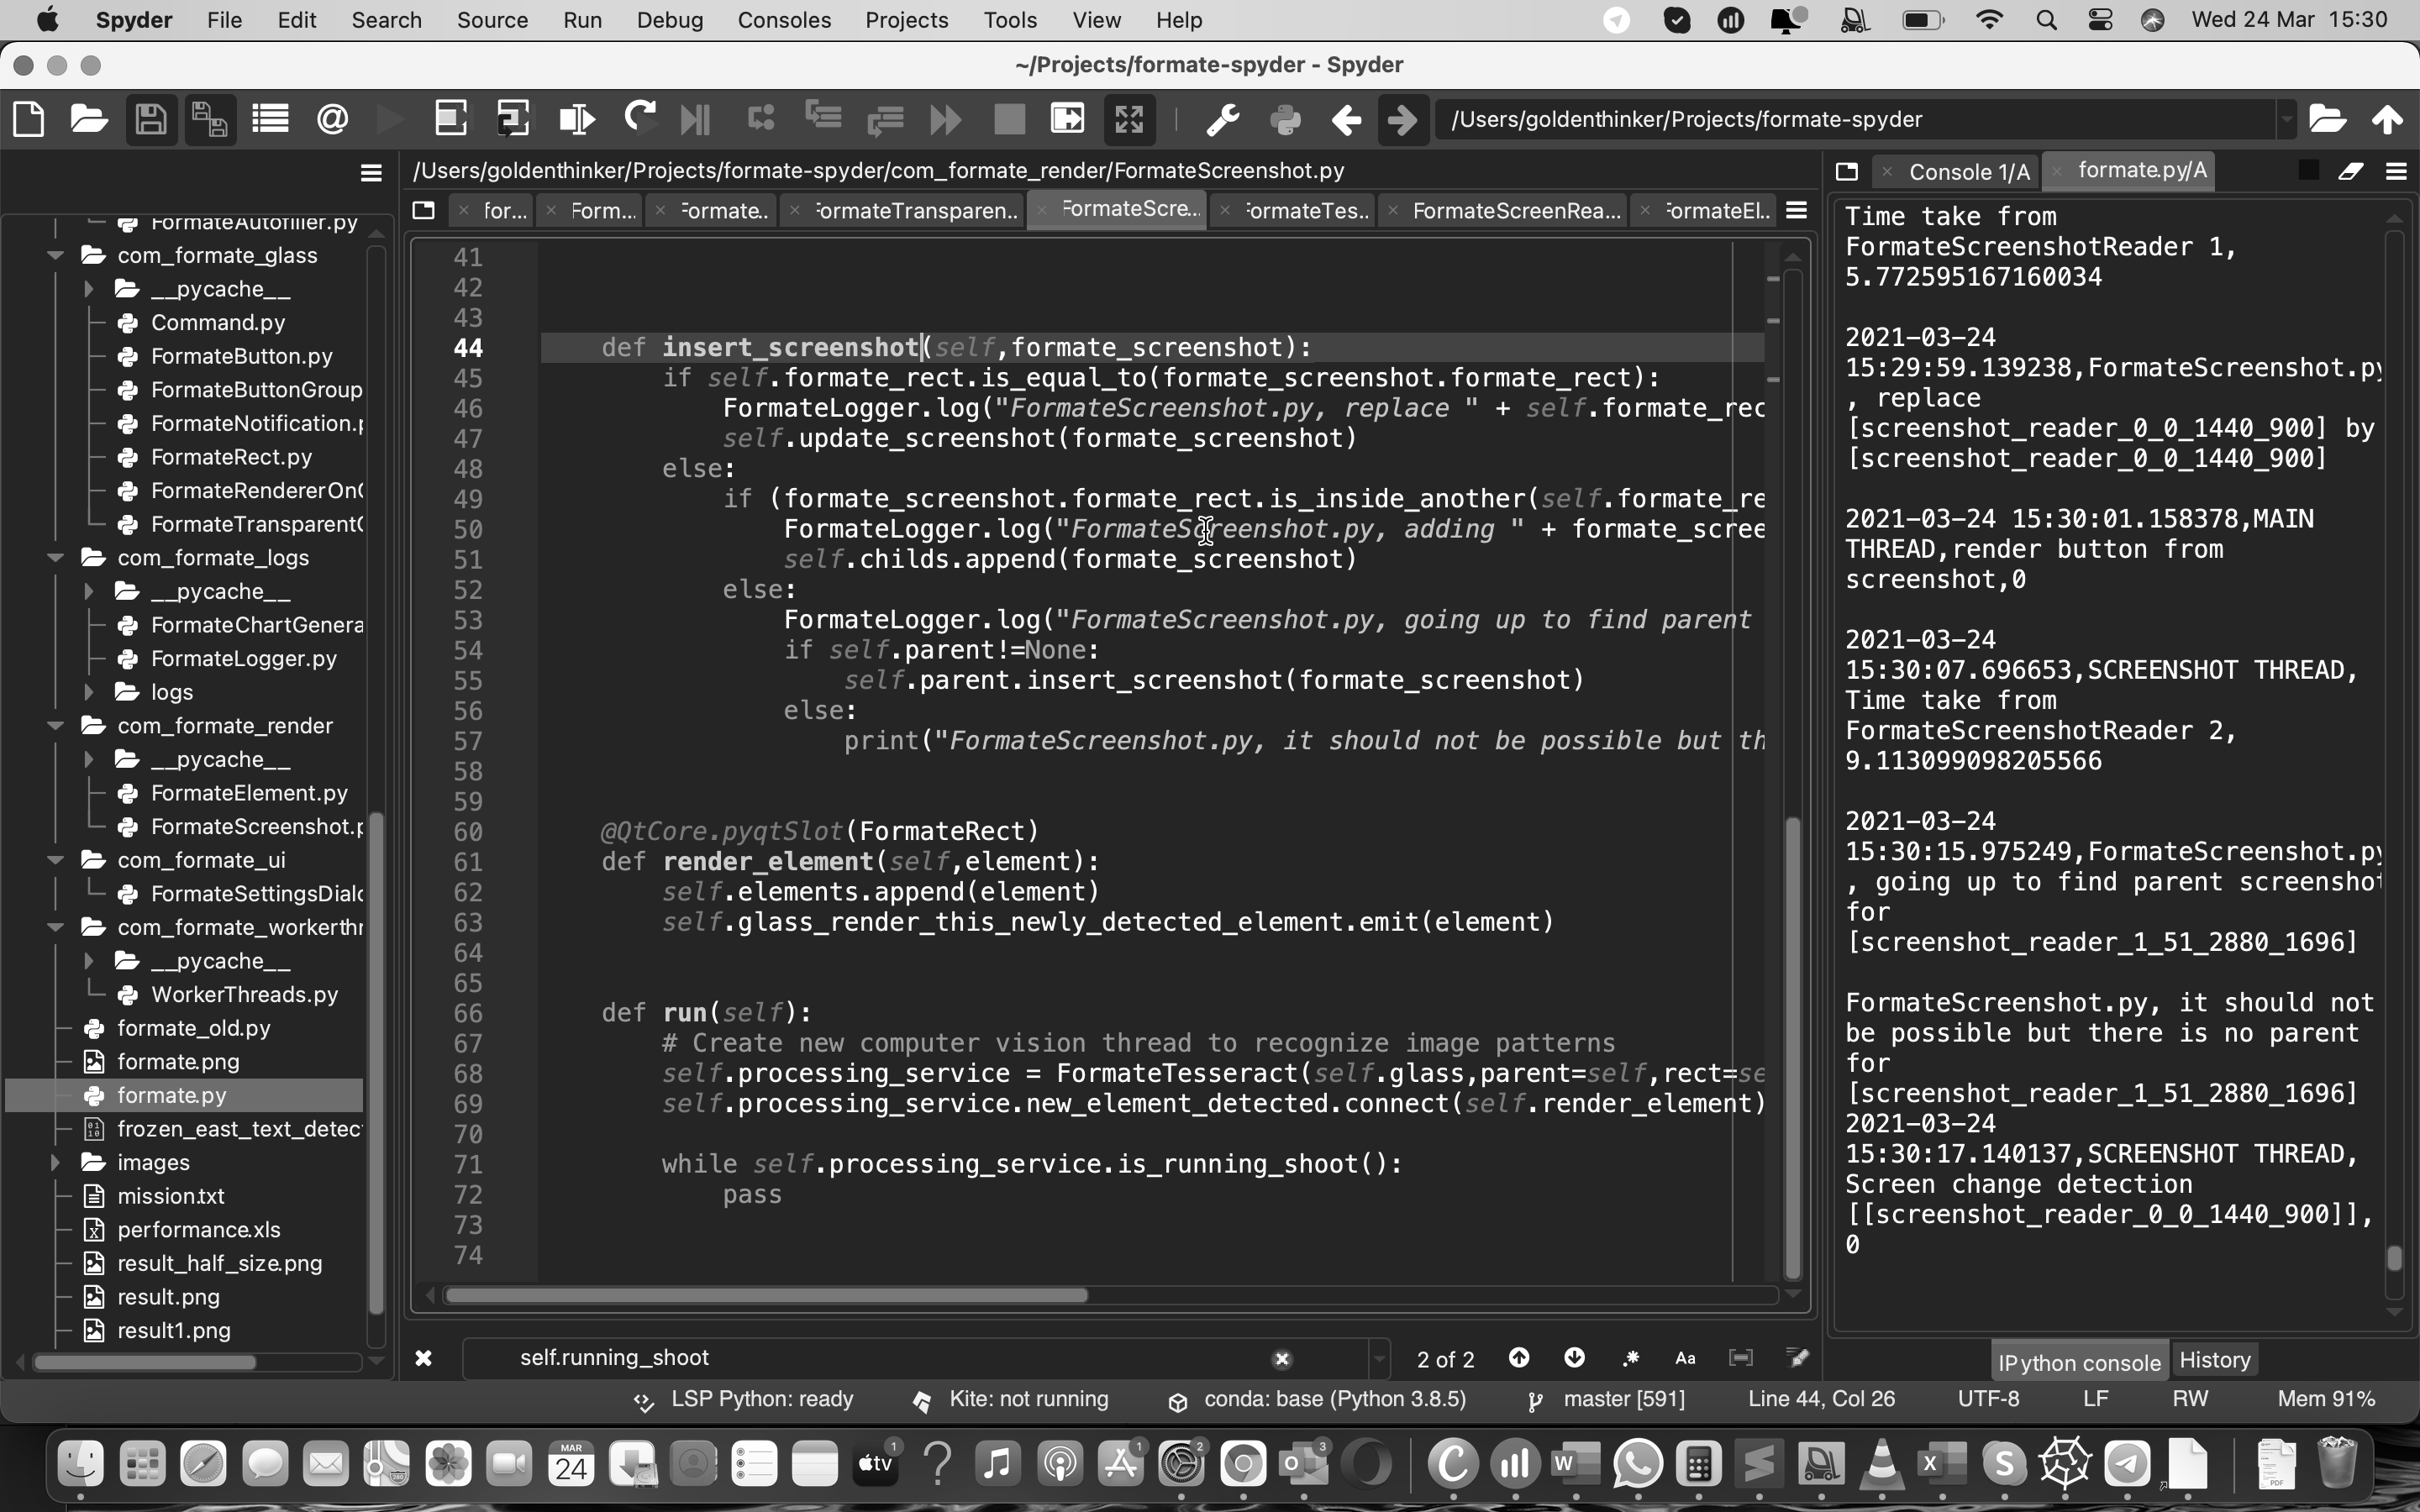 Spyder File Edit Search Source Run Debug Consoles Projects Tools View Help Wed 24 Mar 15:30
~/Projects/formate-spyder - Spyder
/Users/goldenthinker/Projects/formate-spyder
FormateAutofiller.py
com_formate_glass
__pycache__
Command.py
FormateButton.py
FormateButtonGroup
FormateNotification.p
FormateRect.py
FormateRendererOn
FormateTransparent
com_formate_logs
__pycache__
FormateChartGenera
FormateLogger.py
logs
com_formate_render
__pycache__
FormateElement.py
FormateScreenshot.p
com_formate_ui
FormateSettingsDialo
com_formate_workerthr
__pycache__
WorkerThreads.py
formate_old.py
formate.png
formate.py
frozen_east_text_detec
images
mission.txt
performance.xls
result_half_size.png
result.png
result1.png
/Users/goldenthinker/Projects/formate-spyder/com_formate_render/FormateScreenshot.py
for... Form... Formate.. FormateTransparen.. FormateScre... FormateTes.. FormateScreenRea... FormateEl..
41
42
43
44 def insert_screenshot(self,formate_screenshot):
45 if self.formate_rect.is_equal_to(formate_screenshot.formate_rect):
46 FormateLogger.log("FormateScreenshot.py, replace " + self.formate_rec
47 self.update_screenshot(formate_screenshot)
48 else:
49 if (formate_screenshot.formate_rect.is_inside_another(self.formate_re
50 FormateLogger.log("FormateScreenshot.py, adding " + formate_scree
51 self.childs.append(formate_screenshot)
52 else:
53 FormateLogger.log("FormateScreenshot.py, going up to find parent
54 if self.parent!=None:
55 self.parent.insert_screenshot(formate_screenshot)
56 else:
57 print("FormateScreenshot.py, it should not be possible but th
58
59
60 @QtCore.pyqtSlot(FormateRect)
61 def render_element(self,element):
62 self.elements.append(element)
63 self.glass_render_this_newly_detected_element.emit(element)
64
65
66 def run(self):
67 # Create new computer vision thread to recognize image patterns
68 self.processing_service = FormateTesseract(self.glass,parent=self,rect=se
69 self.processing_service.new_element_detected.connect(self.render_element)
70
71 while self.processing_service.is_running_shoot():
72 pass
73
74
self.running_shoot 2 of 2 .* Aa
Console 1/A formate.py/A
Time take from
FormateScreenshotReader 1,
5.772595167160034
2021-03-24
15:29:59.139238,FormateScreenshot.py
, replace
[screenshot_reader_0_0_1440_900] by
[screenshot_reader_0_0_1440_900]
2021-03-24 15:30:01.158378,MAIN
THREAD,render button from
screenshot,0
2021-03-24
15:30:07.696653,SCREENSHOT THREAD,
Time take from
FormateScreenshotReader 2,
9.113099098205566
2021-03-24
15:30:15.975249,FormateScreenshot.py
, going up to find parent screenshot
for
[screenshot_reader_1_51_2880_1696]
FormateScreenshot.py, it should not
be possible but there is no parent
for
[screenshot_reader_1_51_2880_1696]
2021-03-24
15:30:17.140137,SCREENSHOT THREAD,
Screen change detection
[[screenshot_reader_0_0_1440_900]],
0
IPython console History
LSP Python: ready Kite: not running conda: base (Python 3.8.5) master [591] Line 44, Col 26 UTF-8 LF RW Mem 91%
MAR
24
tv
1
1
2
3
PDF